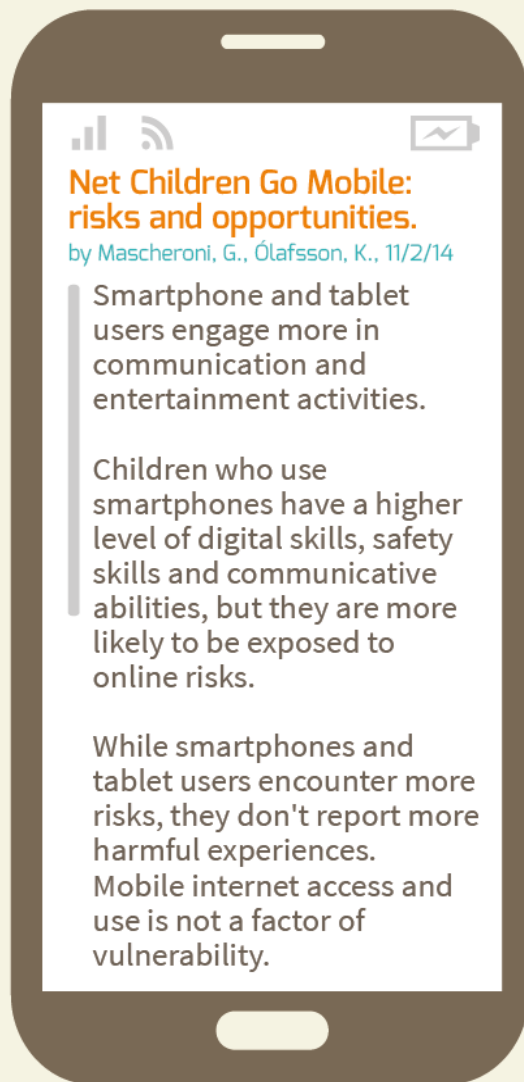 Net Children Go Mobile:
risks and opportunities.
by Mascheroni, G., Ólafsson, K., 11/2/14
Smartphone and tablet
users engage more in
communication and
entertainment activities.
Children who use
smartphones have a higher
level of digital skills, safety
skills and communicative
abilities, but they are more
likely to be exposed to
online risks.
While smartphones and
tablet users encounter more
risks, they don't report more
harmful experiences.
Mobile internet access and
use is not a factor of
vulnerability.